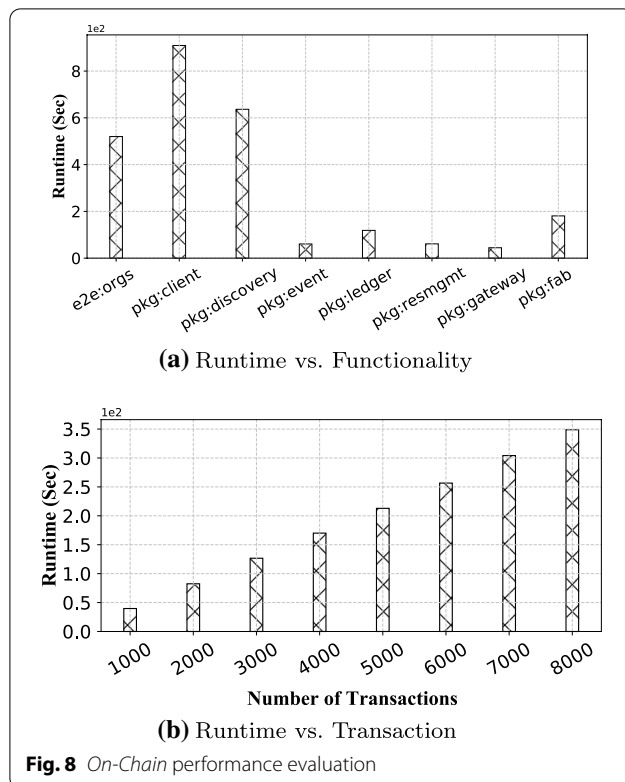 1e2
8
6
4
2
0
Runtime (Sec)
e2e:orgs pkg:client pkg:discovery pkg:event pkg:ledger pkg:resmgmt pkg:gateway pkg:fab
(a) Runtime vs. Functionality
1e2
3.5
3.0
2.5
2.0
1.5
1.0
0.5
0.0
Runtime (Sec)
1000 2000 3000 4000 5000 6000 7000 8000
Number of Transactions
(b) Runtime vs. Transaction
Fig. 8 On-Chain performance evaluation